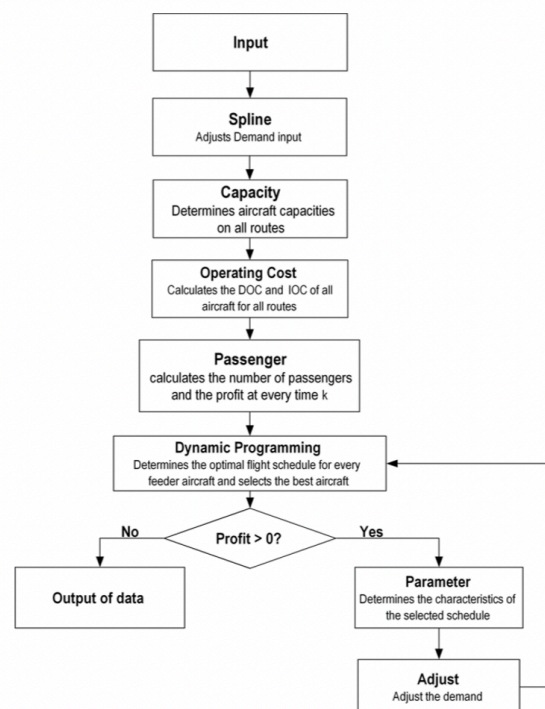 Input
Spline
Adjusts Demand input
Capacity
Determines aircraft capacities
on all routes
Operating Cost
Calculates the DOC and IOC of all
aircraft for all routes
Passenger
calculates the number of passengers
and the profit at every time k
Dynamic Programming
Determines the optimal flight schedule for every
feeder aircraft and selects the best aircraft
No
Profit > 0?
Yes
Output of data
Parameter
Determines the characteristics of
the selected schedule
Adjust
Adjust the demand